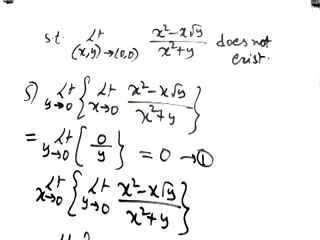 s.t. Lt (x,y)→(0,0) x²-x√y / x²+y does not exist.
S) Lt y→0 { Lt x→0 x²-x√y / x²+y }
= Lt y→0 { 0/y } = 0 →①
Lt x→0 { Lt y→0 x²-x√y / x²+y }